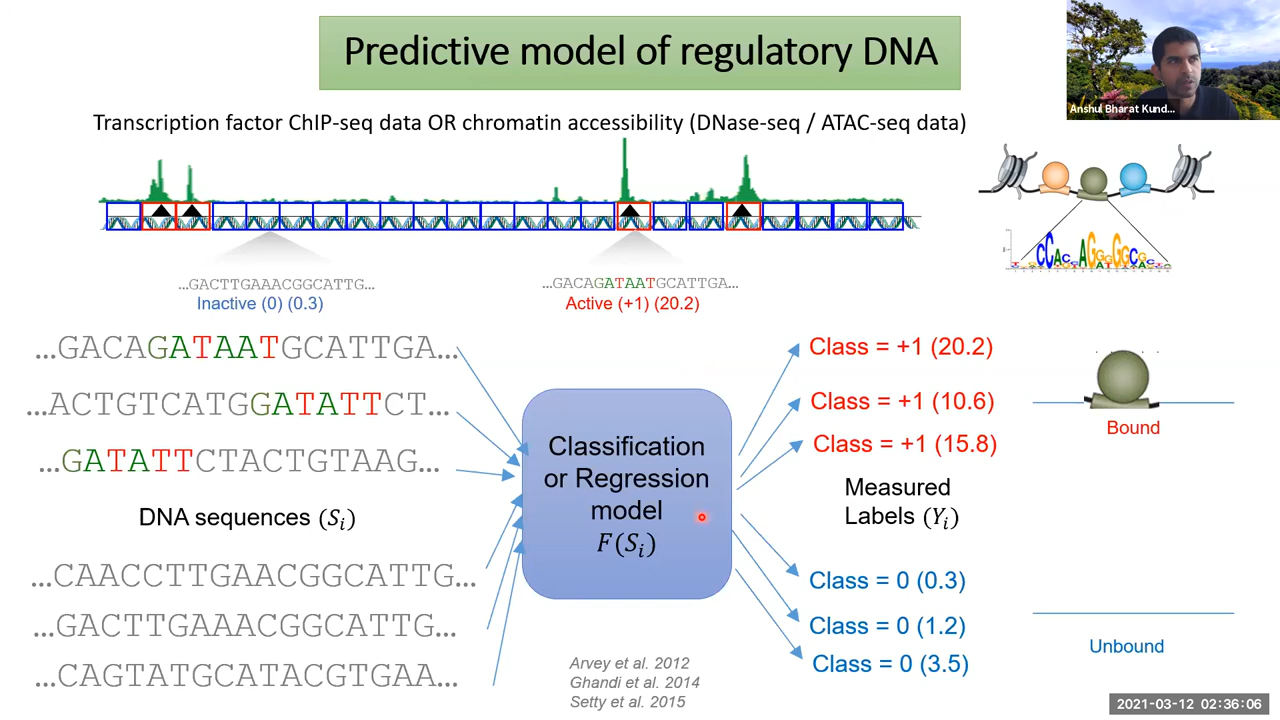 Predictive model of regulatory DNA
Anshul Bharat Kund...
Transcription factor ChIP-seq data OR chromatin accessibility (DNase-seq / ATAC-seq data)
...GACTTGAAACGGCATTG...
Inactive (0) (0.3)
...GACAGATAATGCATTGA...
Active (+1) (20.2)
...GACAGATAATGCATTGA...
...ACTGTCATGGGATATTCT...
...GATATTCTACTGTAAG...
DNA sequences (Si)
...CAACCTTGAACGGCATTG...
...GACTTGAAACGGCATTG...
...CAGTATGCATACGTGAA...
Classification
or Regression
model
F(Si)
Class = +1 (20.2)
Class = +1 (10.6)
Class = +1 (15.8)
Measured
Labels (Yi)
Class = 0 (0.3)
Class = 0 (1.2)
Class = 0 (3.5)
Bound
Unbound
Arvey et al. 2012
Ghandi et al. 2014
Setty et al. 2015
2021-03-12 02:36:06